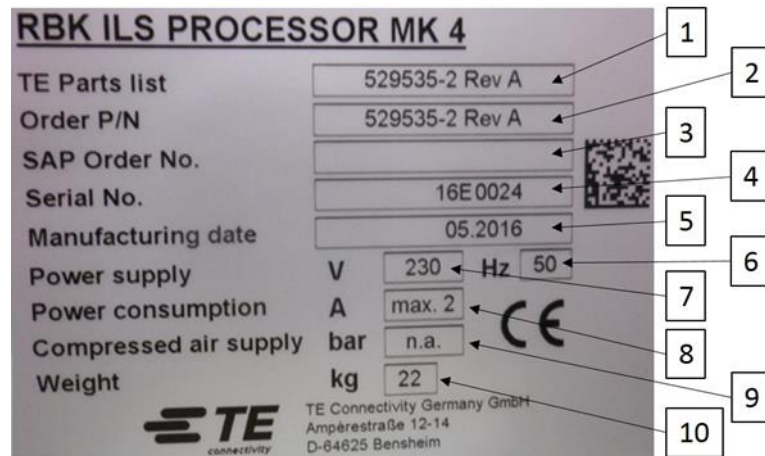 RBK ILS PROCESSOR MK 4
1
TE Parts list 529535-2 Rev A
2
Order P/N 529535-2 Rev A
3
SAP Order No.
4
Serial No. 16E0024
5
Manufacturing date 05.2016
6
Power supply V 230 Hz 50
7
Power consumption A max. 2
8
Compressed air supply bar n.a.
9
Weight kg 22
10
CE
TE
connectivity
TE Connectivity Germany GmbH
Ampèrestraße 12-14
D-64625 Bensheim